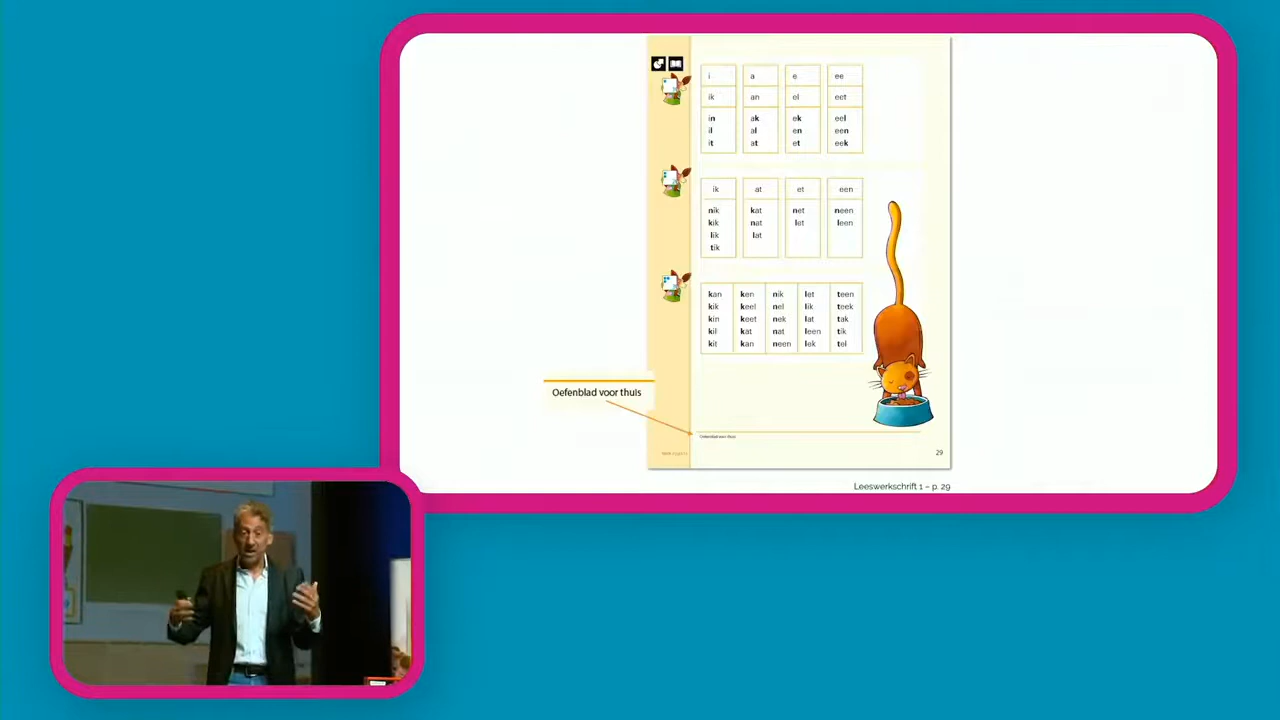 i a e ee
ik an el eet
in ak ek eel
il al en een
it at et eek
ik at et een
nik kat net neen
kik nat let leen
lik lat
tik
kan ken nik let teen
kik keel nel lik teek
kin keet nek lat tak
kil kat nat leen tik
kit kan neen lek tel
Oefenblad voor thuis
Oefenblad voor thuis
29
Leeswerkschrift 1 – p. 29